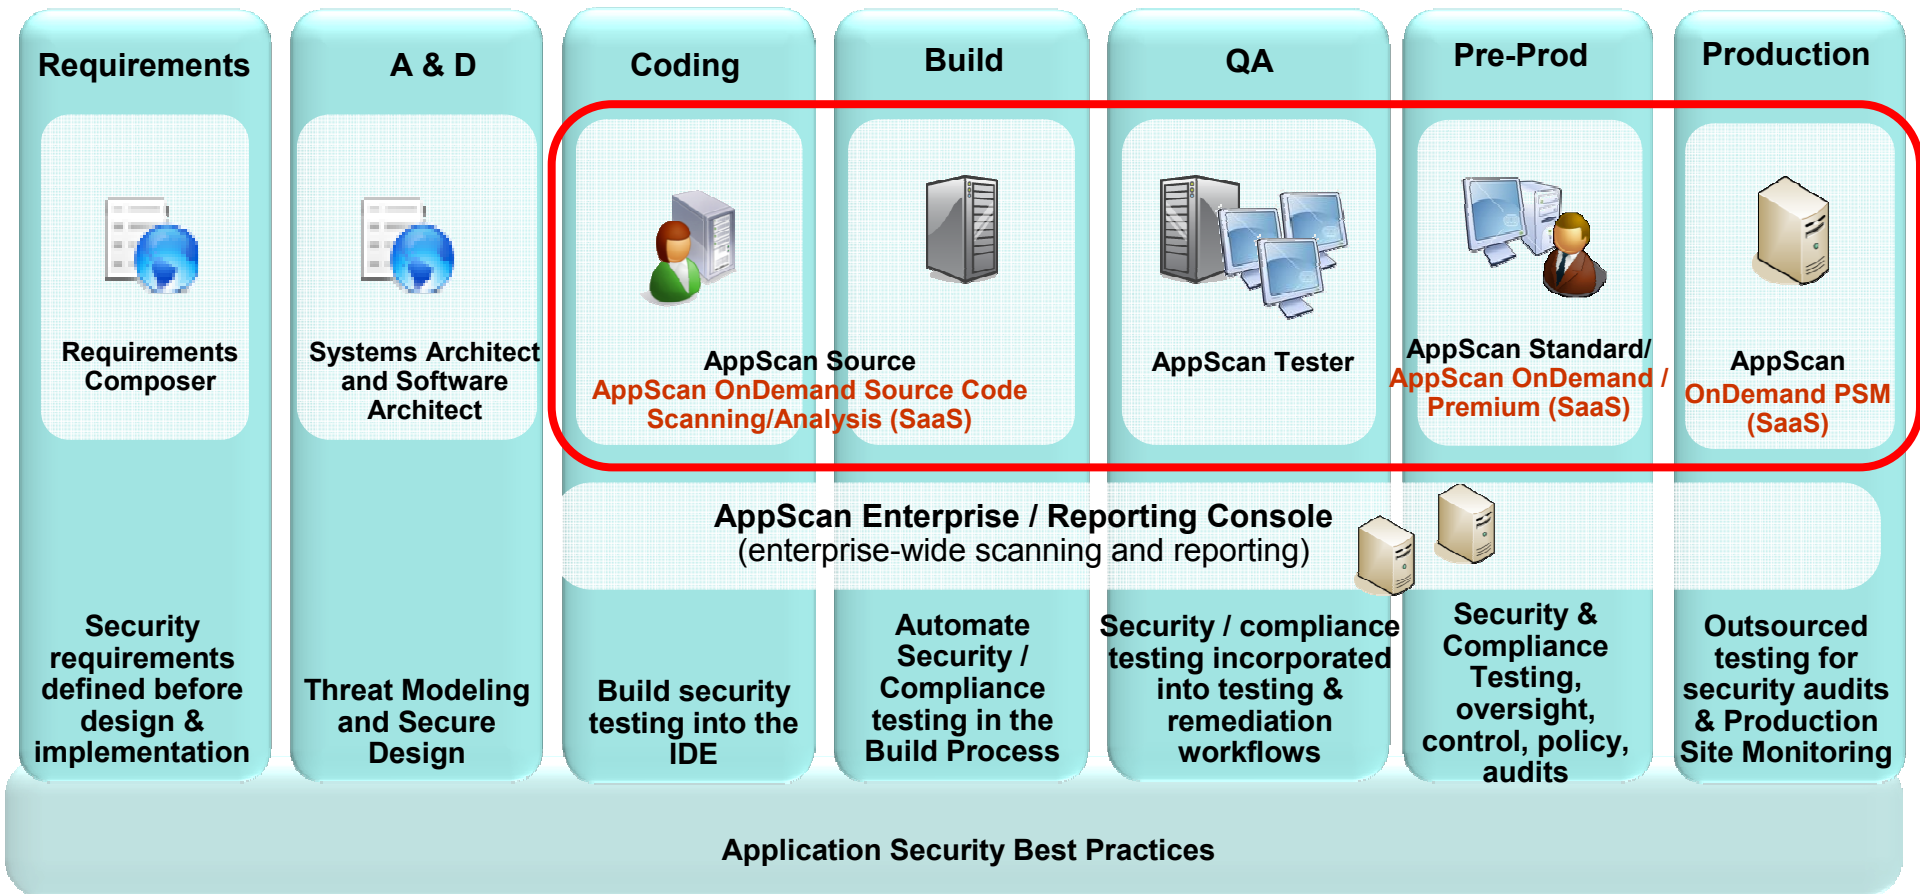 Requirements
A & D
Coding
Build
QA
Pre-Prod
Production
Requirements
Composer
Systems Architect
and Software
Architect
AppScan Source
AppScan OnDemand Source Code
Scanning/Analysis (SaaS)
AppScan Tester
AppScan Standard/
AppScan OnDemand /
Premium (SaaS)
AppScan
OnDemand PSM
(SaaS)
AppScan Enterprise / Reporting Console
(enterprise-wide scanning and reporting)
Security
requirements
defined before
design &
implementation
Threat Modeling
and Secure
Design
Build security
testing into the
IDE
Automate
Security /
Compliance
testing in the
Build Process
Security / compliance
testing incorporated
into testing &
remediation
workflows
Security &
Compliance
Testing,
oversight,
control, policy,
audits
Outsourced
testing for
security audits
& Production
Site Monitoring
Application Security Best Practices